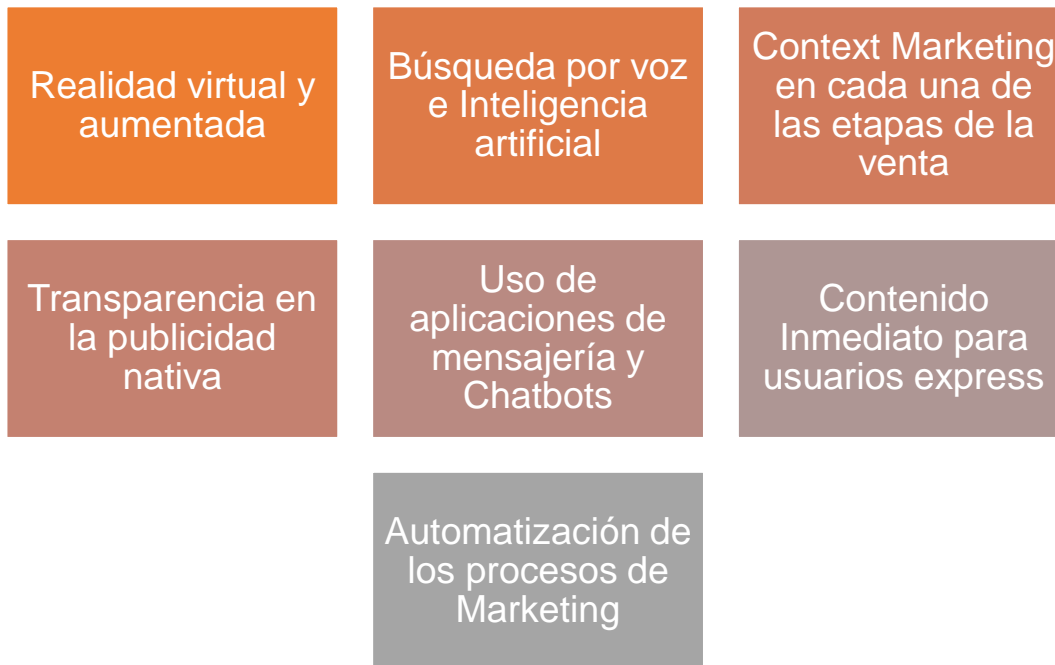 Realidad virtual y
aumentada
Búsqueda por voz
e Inteligencia
artificial
Context Marketing
en cada una de
las etapas de la
venta
Transparencia en
la publicidad
nativa
Uso de
aplicaciones de
mensajería y
Chatbots
Contenido
Inmediato para
usuarios express
Automatización de
los procesos de
Marketing